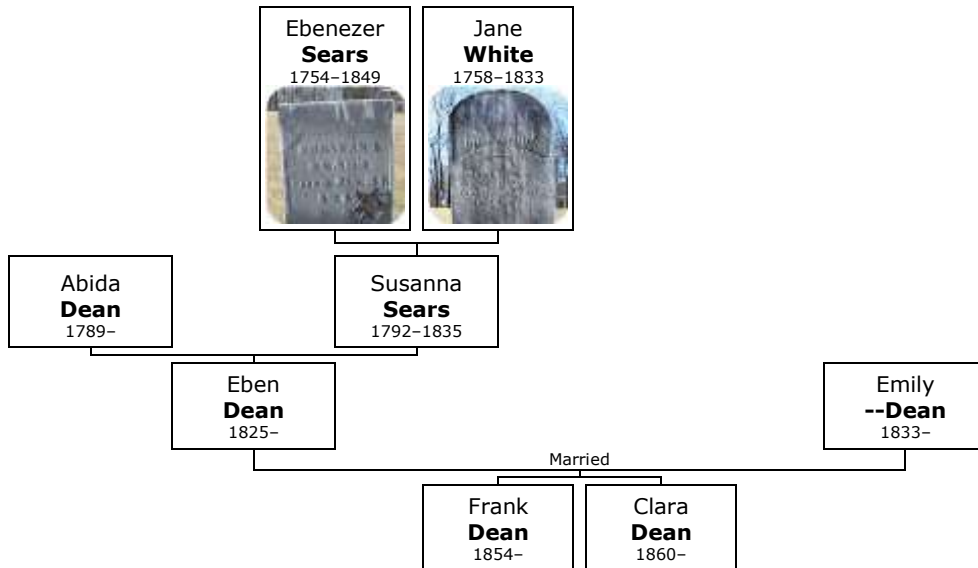 Ebenezer
Sears
1754–1849
Jane
White
1758–1833
Abida
Dean
1789–
Susanna
Sears
1792–1835
Eben
Dean
1825–
Emily
--Dean
1833–
Married
Frank
Dean
1854–
Clara
Dean
1860–